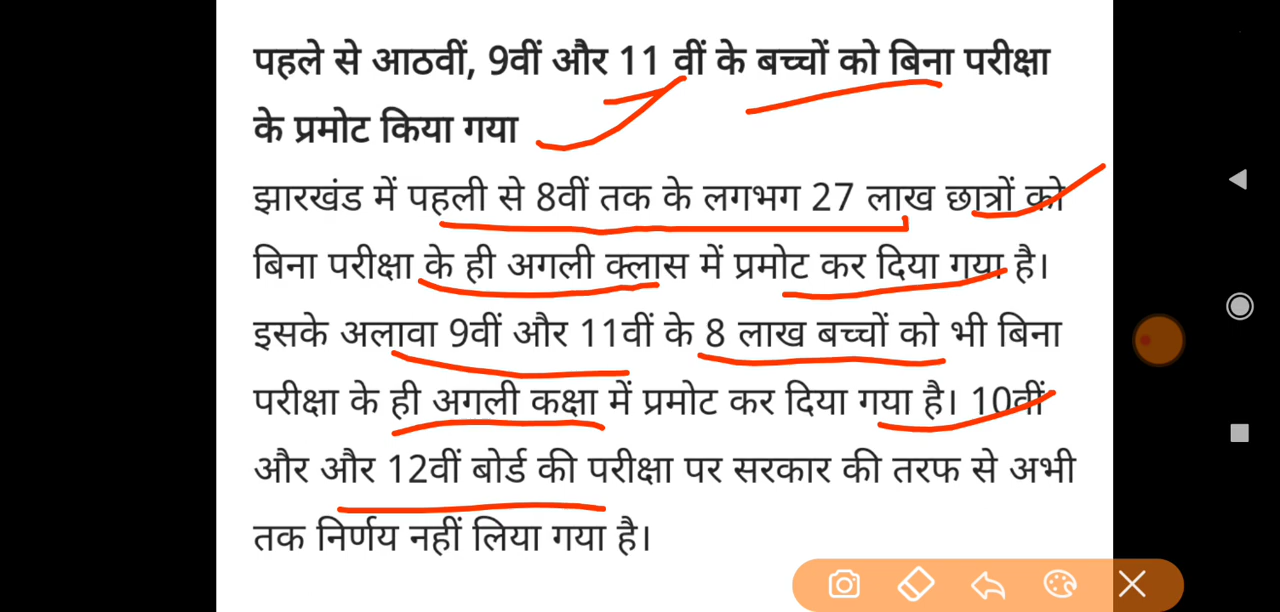 पहले से आठवीं, 9वीं और 11 वीं के बच्चों को बिना परीक्षा
के प्रमोट किया गया
झारखंड में पहली से 8वीं तक के लगभग 27 लाख छात्रों को
बिना परीक्षा के ही अगली क्लास में प्रमोट कर दिया गया है।
इसके अलावा 9वीं और 11वीं के 8 लाख बच्चों को भी बिना
परीक्षा के ही अगली कक्षा में प्रमोट कर दिया गया है। 10वीं
और और 12वीं बोर्ड की परीक्षा पर सरकार की तरफ से अभी
तक निर्णय नहीं लिया गया है।